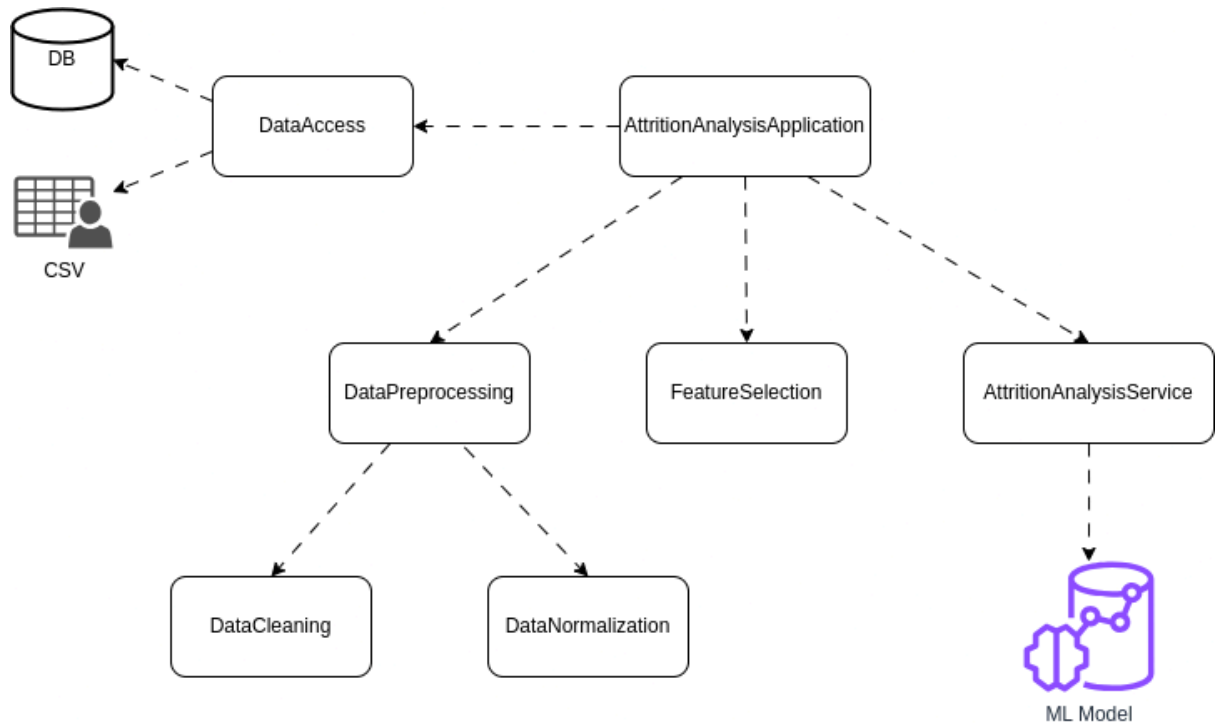 DB
DataAccess
AttritionAnalysisApplication
CSV
DataPreprocessing
FeatureSelection
AttritionAnalysisService
DataCleaning
DataNormalization
ML Model